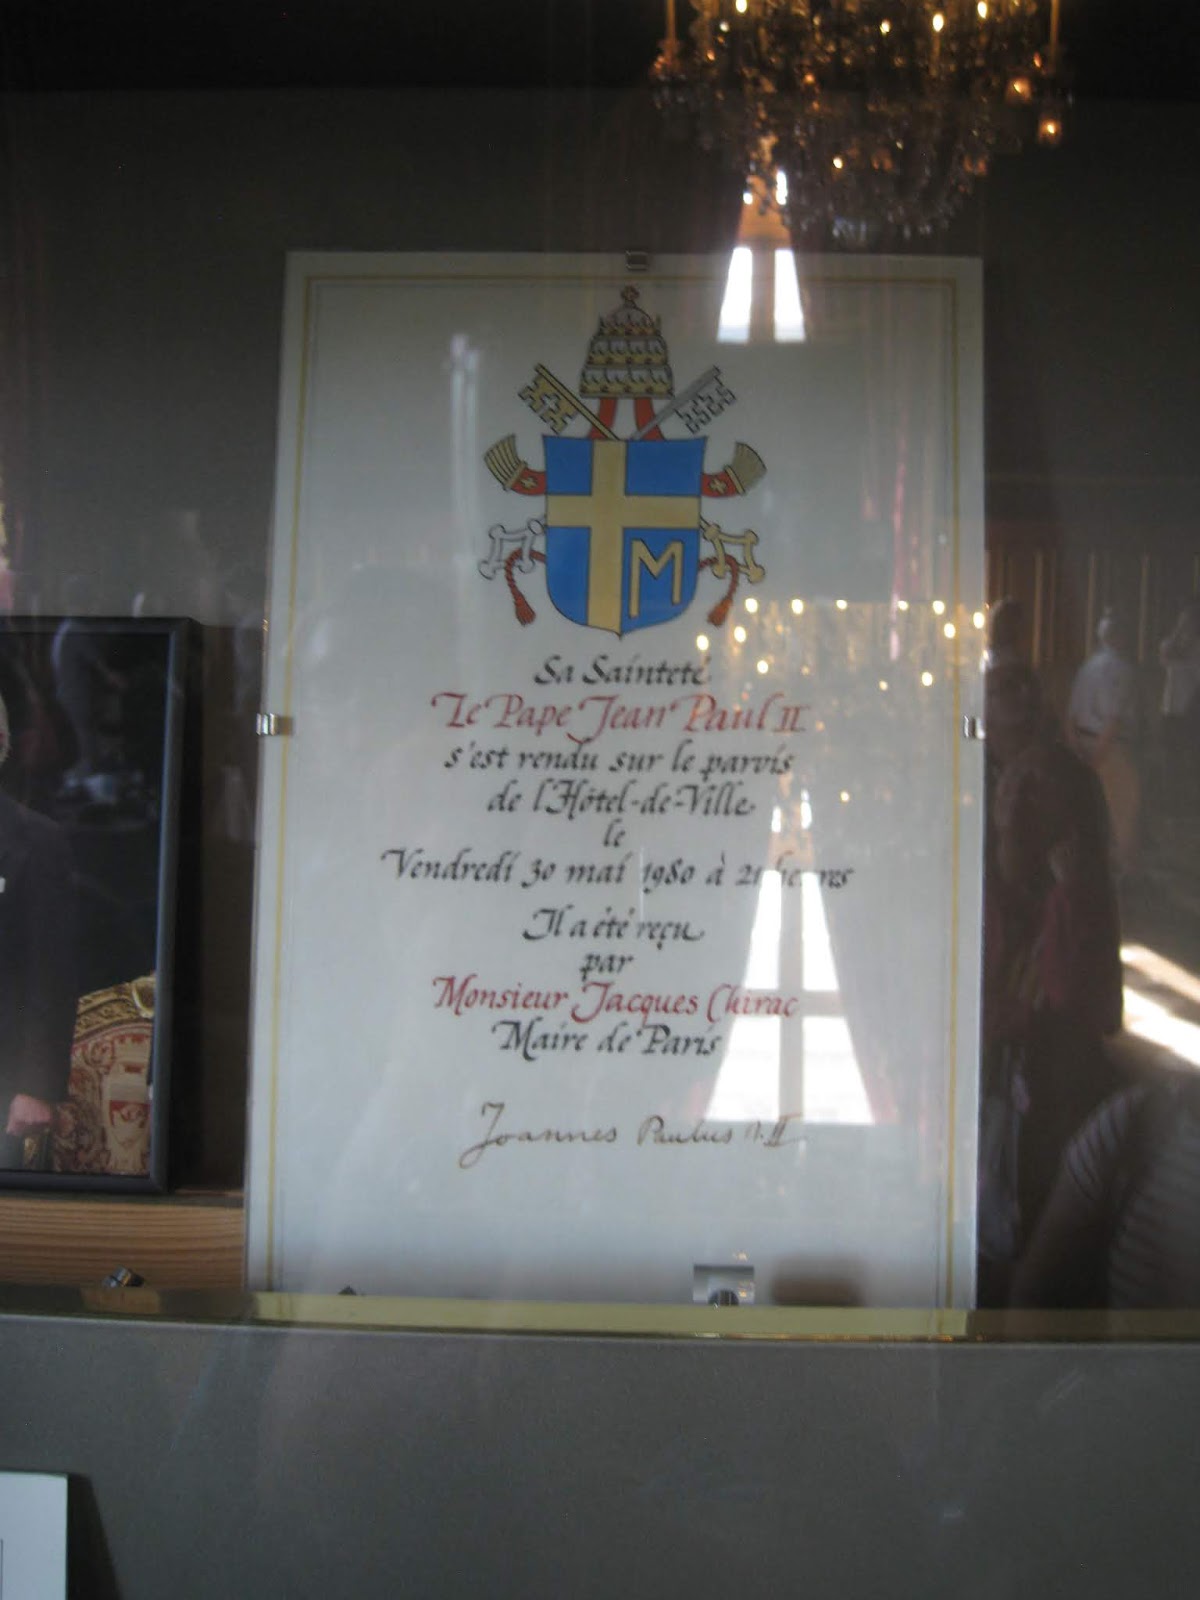 M
Sa Sainteté
Le Pape Jean Paul II
s'est rendu sur le parvis
de l'Hôtel-de-Ville
le
Vendredi 30 mai 1980 à 21 heures
Il a été reçu
par
Monsieur Jacques Chirac
Maire de Paris
Joannes Paulus P.P. II